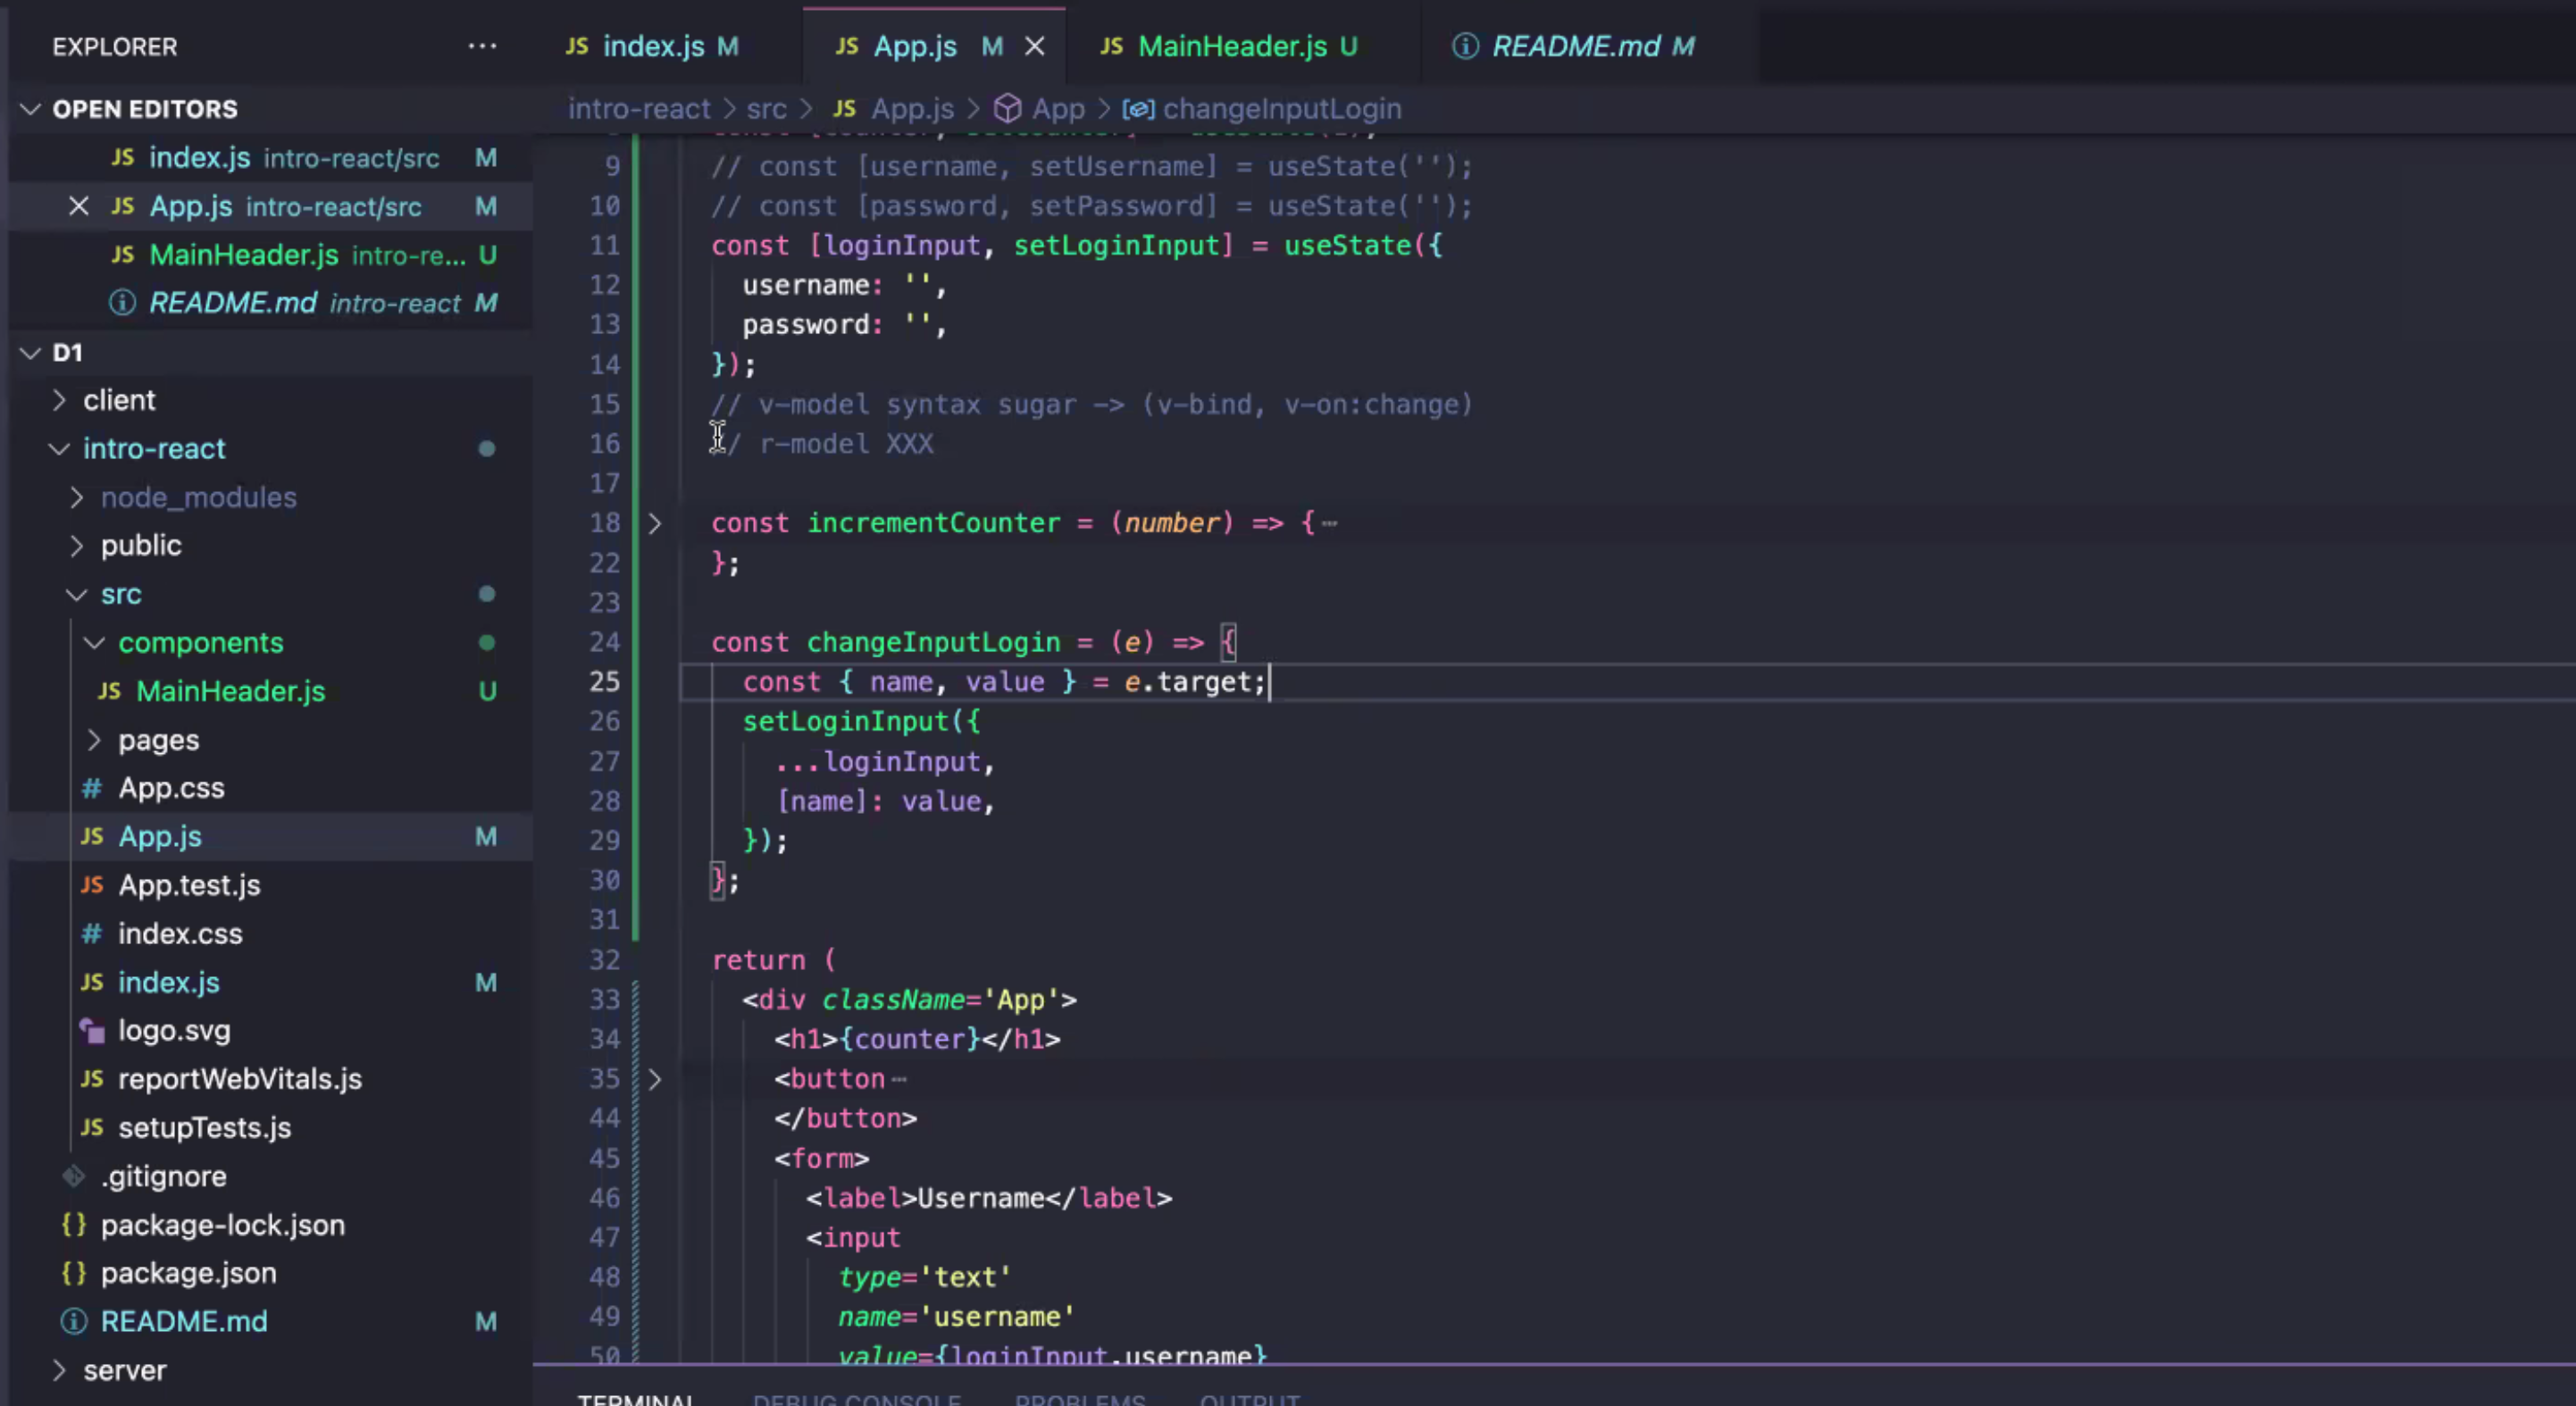 EXPLORER ...
OPEN EDITORS
JS index.js intro-react/src M
JS App.js intro-react/src M
JS MainHeader.js intro-re... U
README.md intro-react M
D1
client
intro-react
node_modules
public
src
components
JS MainHeader.js U
pages
# App.css
JS App.js M
JS App.test.js
# index.css
JS index.js M
logo.svg
JS reportWebVitals.js
JS setupTests.js
.gitignore
{} package-lock.json
{} package.json
README.md M
server
JS index.js M JS App.js M JS MainHeader.js U README.md M
intro-react > src > JS App.js > App > changeInputLogin
9 // const [username, setUsername] = useState('');
10 // const [password, setPassword] = useState('');
11 const [loginInput, setLoginInput] = useState({
12 username: '',
13 password: '',
14 });
15 // v-model syntax sugar -> (v-bind, v-on:change)
16 // r-model XXX
17
18 const incrementCounter = (number) => {…
22 };
23
24 const changeInputLogin = (e) => {
25 const { name, value } = e.target;
26 setLoginInput({
27 ...loginInput,
28 [name]: value,
29 });
30 };
31
32 return (
33 <div className='App'>
34 <h1>{counter}</h1>
35 <button…
44 </button>
45 <form>
46 <label>Username</label>
47 <input
48 type='text'
49 name='username'
50 value={loginInput.username}
TERMINAL DEBUG CONSOLE PROBLEMS OUTPUT